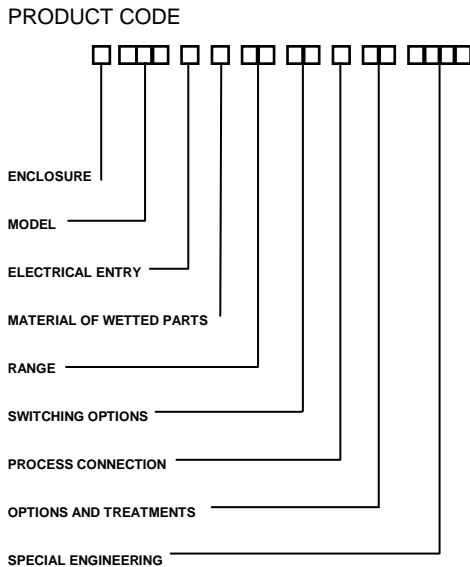 PRODUCT CODE
ENCLOSURE
MODEL
ELECTRICAL ENTRY
MATERIAL OF WETTED PARTS
RANGE
SWITCHING OPTIONS
PROCESS CONNECTION
OPTIONS AND TREATMENTS
SPECIAL ENGINEERING